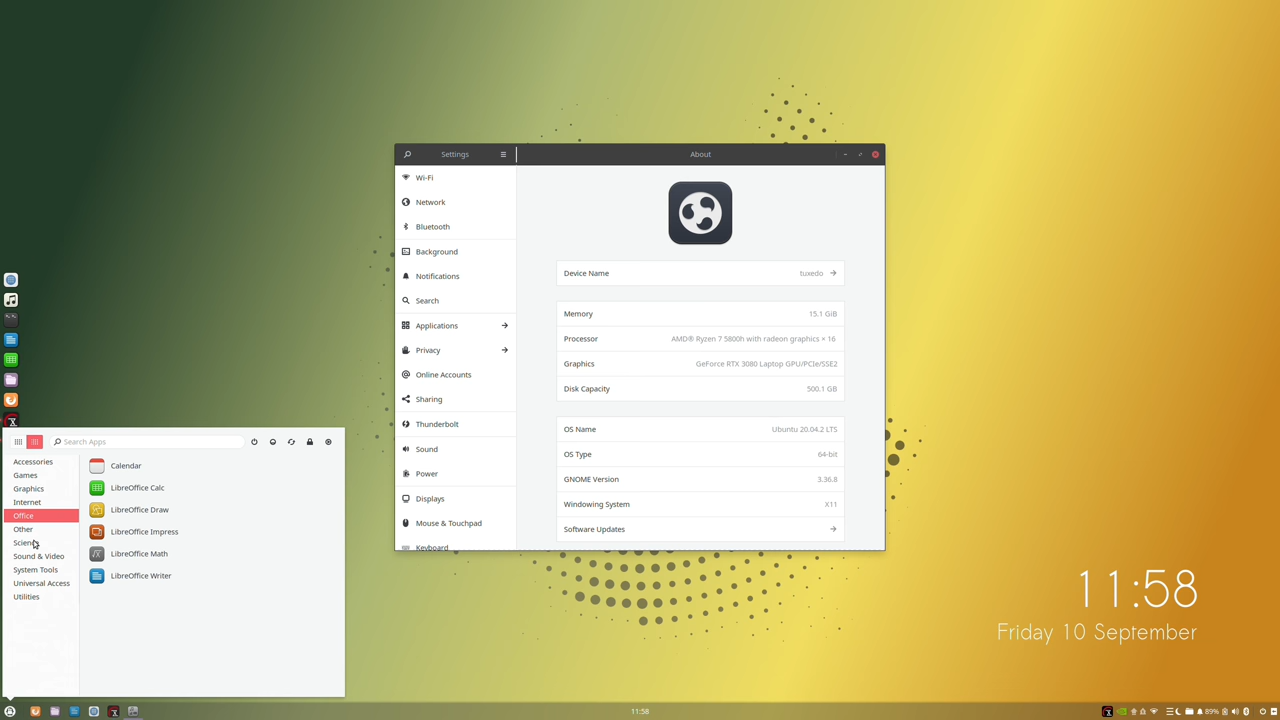 Settings
About
Wi-Fi
Network
Bluetooth
Background
Notifications
Search
Applications
Privacy
Online Accounts
Sharing
Thunderbolt
Sound
Power
Displays
Mouse & Touchpad
Keyboard
Device Name tuxedo
Memory 15.1 GiB
Processor AMD® Ryzen 7 5800h with radeon graphics × 16
Graphics GeForce RTX 3080 Laptop GPU/PCIe/SSE2
Disk Capacity 500.1 GB
OS Name Ubuntu 20.04.2 LTS
OS Type 64-bit
GNOME Version 3.36.8
Windowing System X11
Software Updates
Search Apps
Accessories
Games
Graphics
Internet
Office
Other
Science
Sound & Video
System Tools
Universal Access
Utilities
Calendar
LibreOffice Calc
LibreOffice Draw
LibreOffice Impress
LibreOffice Math
LibreOffice Writer
11:58
Friday 10 September
11:58
89%